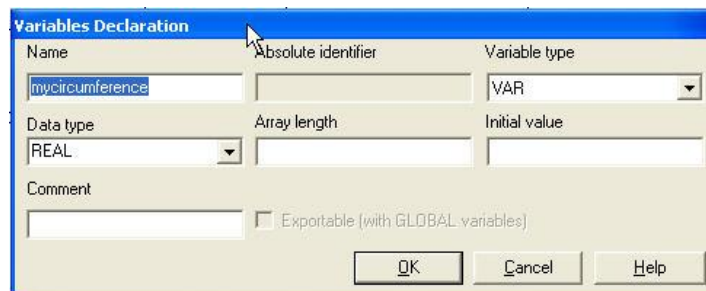 Variables Declaration
Name Absolute identifier Variable type
mycircumference VAR
Data type Array length Initial value
REAL
Comment
Exportable (with GLOBAL variables)
OK Cancel Help